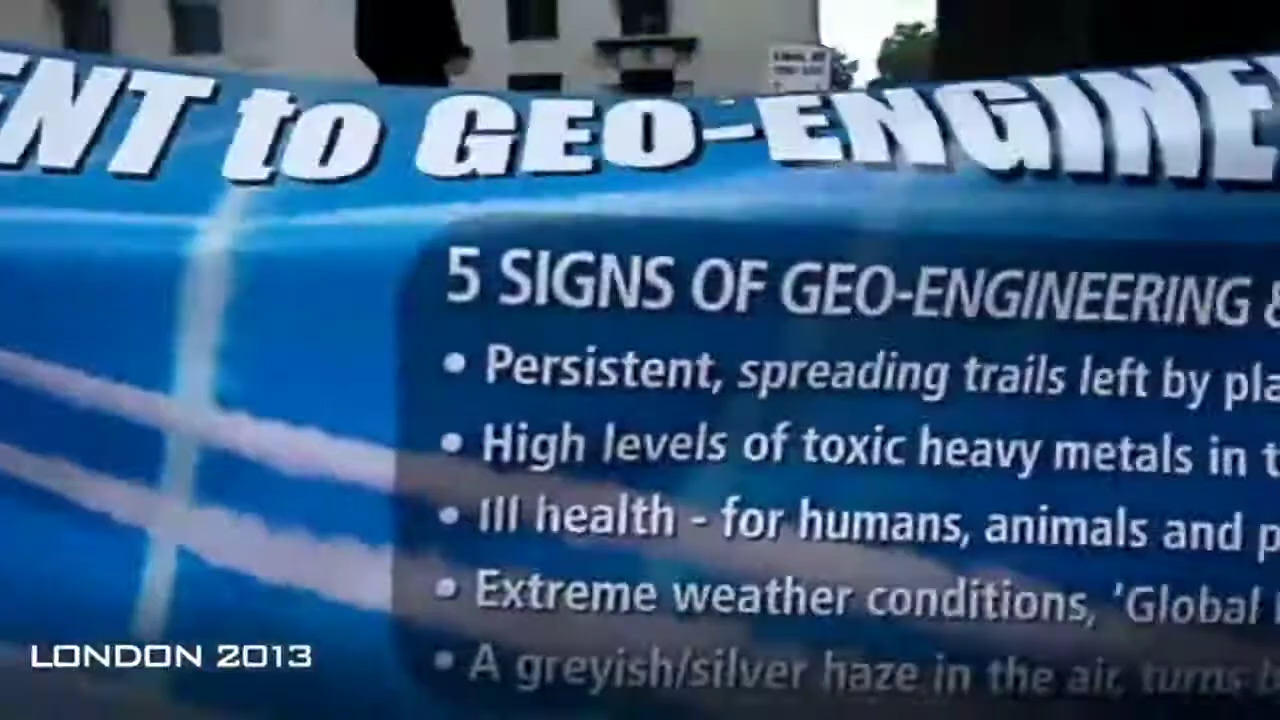 ENT to GEO-ENGINE
5 SIGNS OF GEO-ENGINEERING &
• Persistent, spreading trails left by pla
• High levels of toxic heavy metals in t
• Ill health - for humans, animals and p
• Extreme weather conditions, 'Global
• A greyish/silver haze in the air, turns b
LONDON 2013